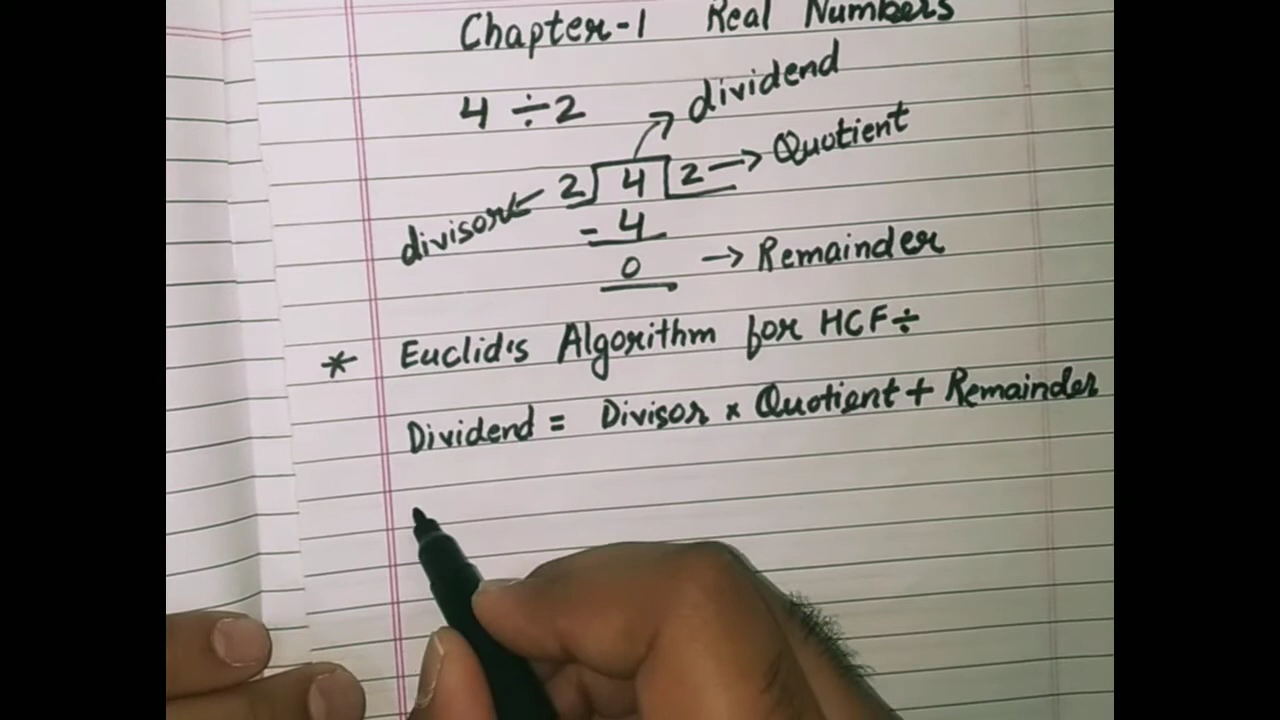 Chapter-1 Real Numbers
4 ÷ 2
→ dividend
2 4 2 → Quotient
divisor ←
- 4
0 → Remainder
* Euclid's Algorithm for HCF ÷
Dividend = Divisor × Quotient + Remainder